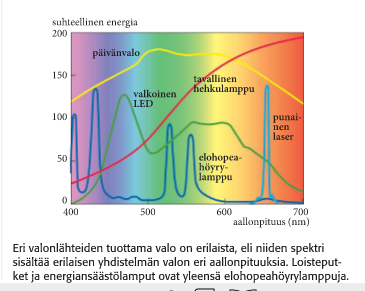 suhteellinen energia
200
päivänvalo
tavallinen
hehkulamppu
150
valkoinen
LED
punai-
nen
laser
100
elohopea-
höyry-
lamppu
50
0
400
500
600
700
aallonpituus (nm)
Eri valonlähteiden tuottama valo on erilaista, eli niiden spektri
sisältää erilaisen yhdistelmän valon eri aallonpituuksia. Loisteput-
ket ja energiansäästölamput ovat yleensä elohopeahöyrylamppuja.